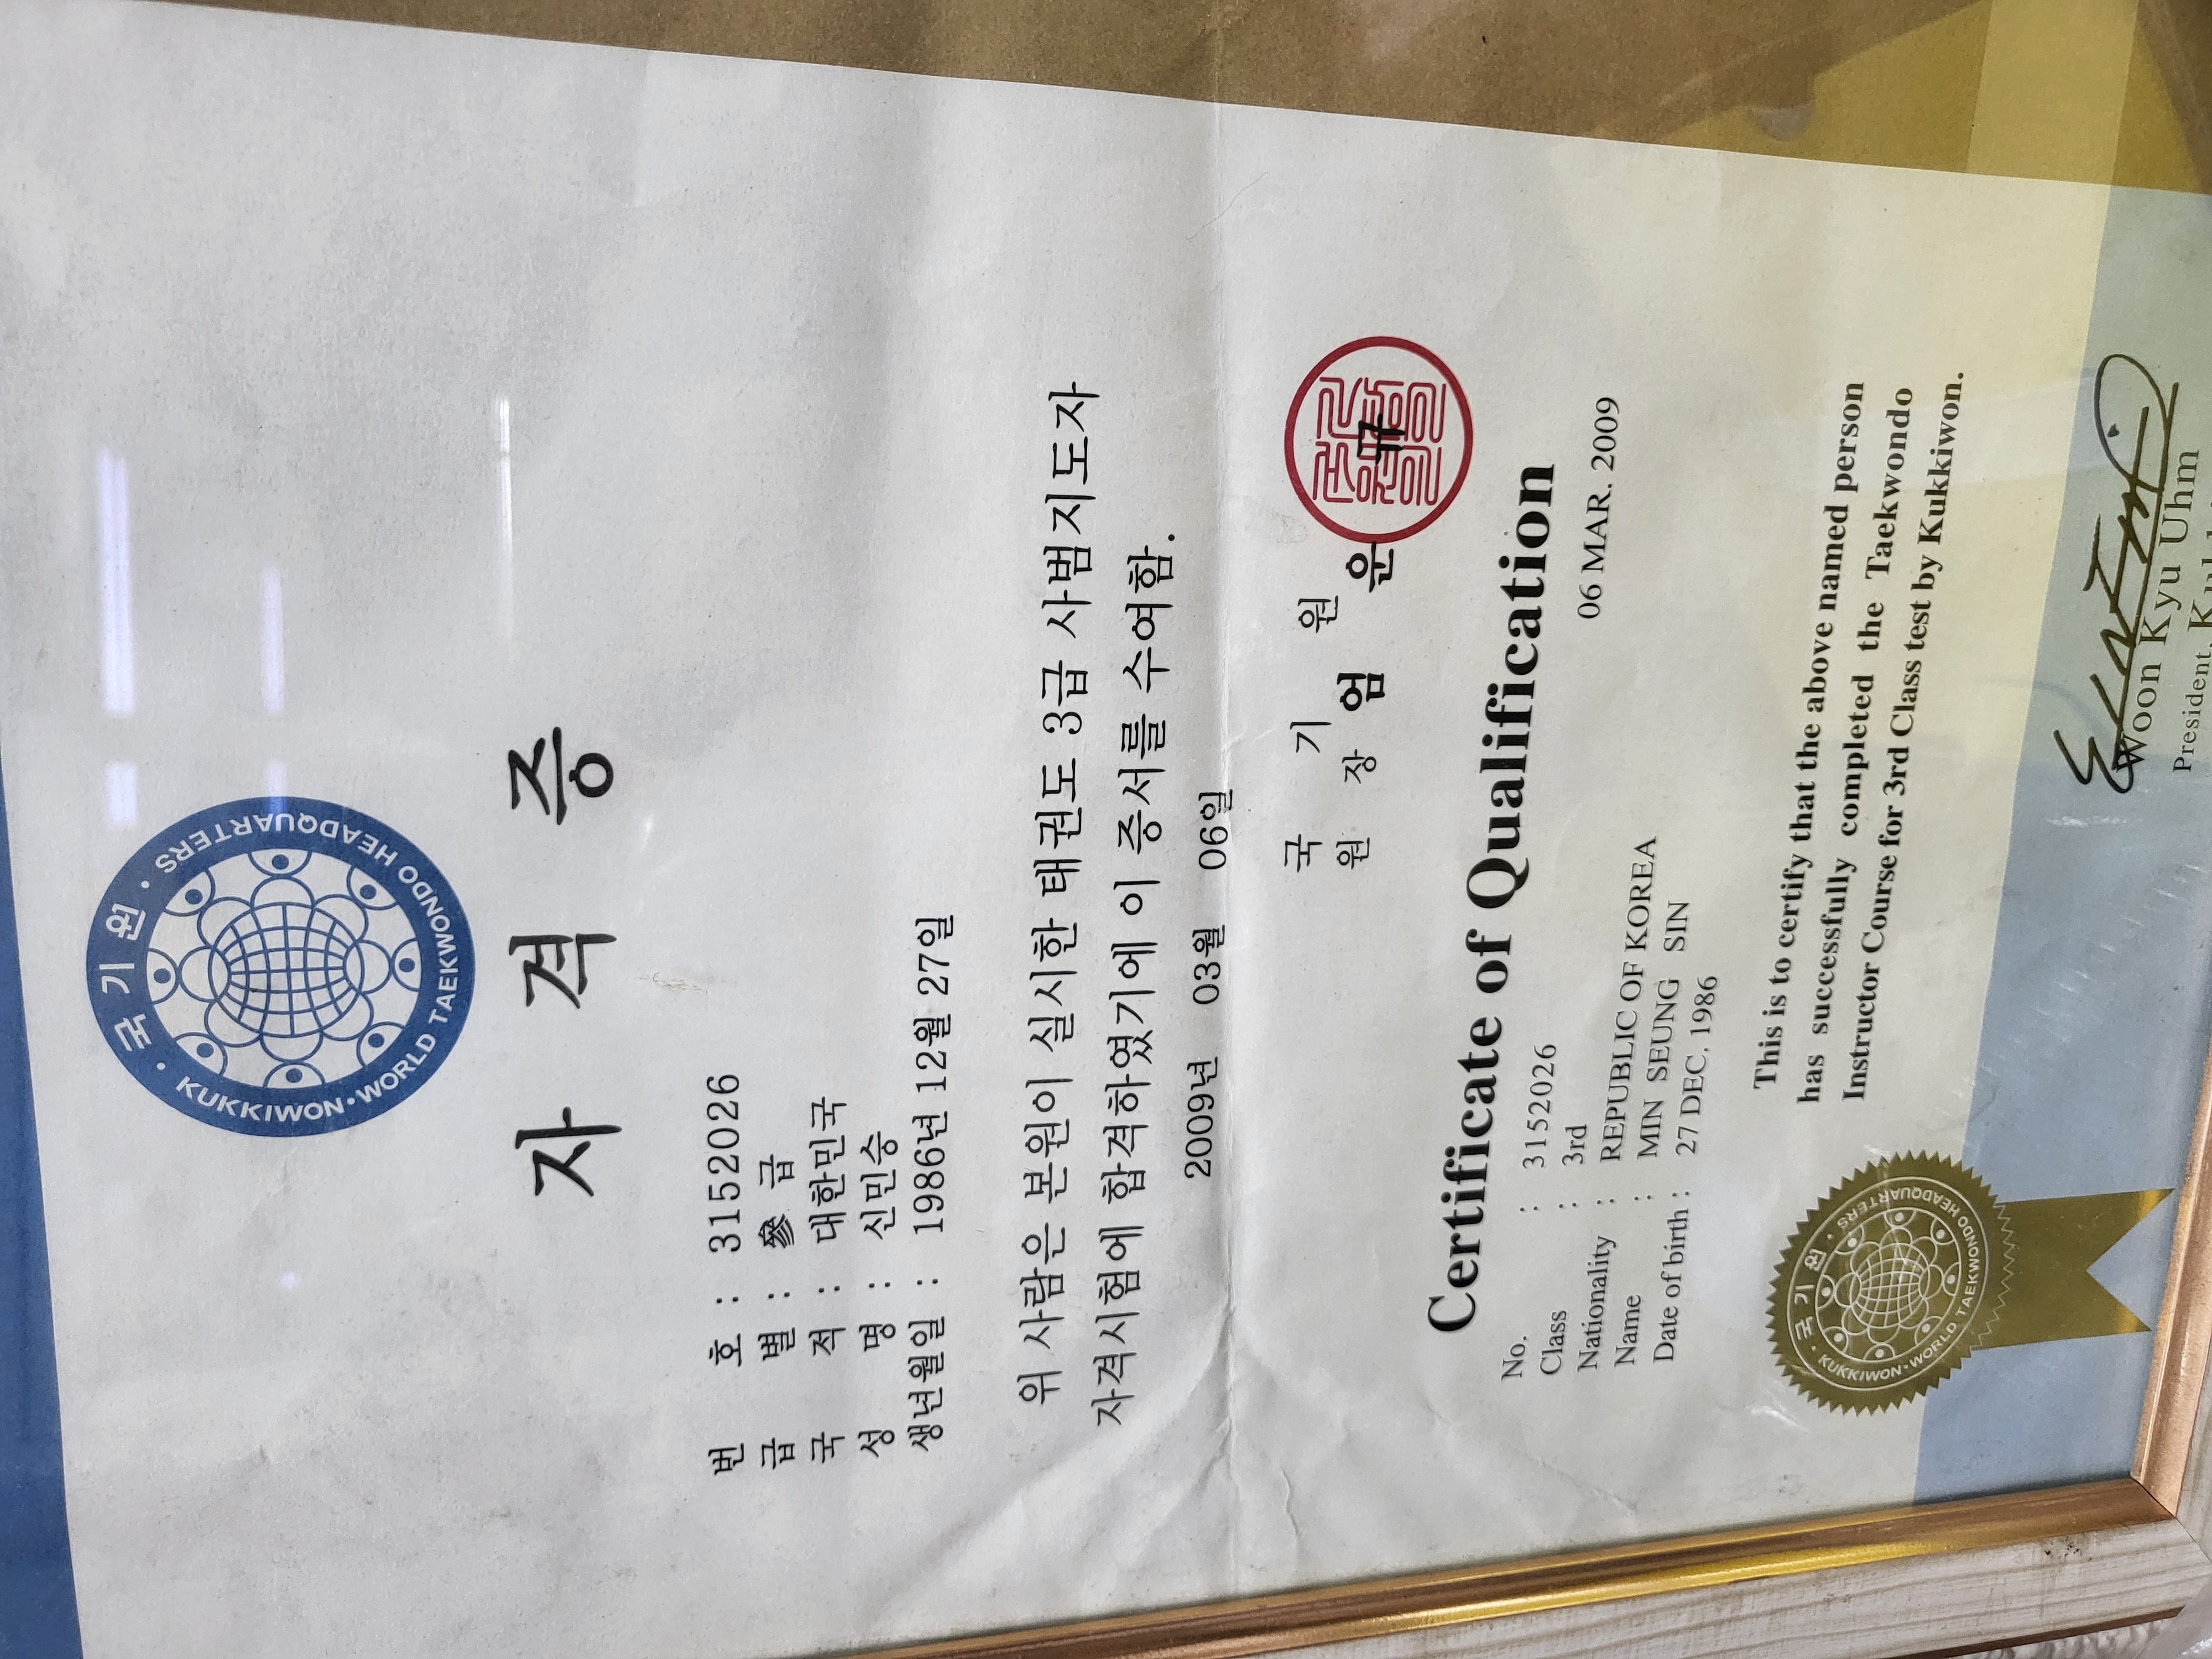 국기원 · KUKKIWON · WORLD TAEKWONDO HEADQUARTERS ·
자 격 증
번 호 : 3152026
급 별 : 參 급
국 적 : 대한민국
성 명 : 신민승
생년월일 : 1986년 12월 27일
위 사람은 본원이 실시한 태권도 3급 사범지도자
자격시험에 합격하였기에 이 증서를 수여함.
2009년 03월 06일
국 기 원
원 장 엄 운 규
Certificate of Qualification
06 MAR. 2009
No. : 3152026
Class : 3rd
Nationality : REPUBLIC OF KOREA
Name : MIN SEUNG SIN
Date of birth : 27 DEC. 1986
This is to certify that the above named person
has successfully completed the Taekwondo
Instructor Course for 3rd Class test by Kukkiwon.
국기원 · KUKKIWON · WORLD TAEKWONDO HEADQUARTERS ·
Woon Kyu Uhm
President,